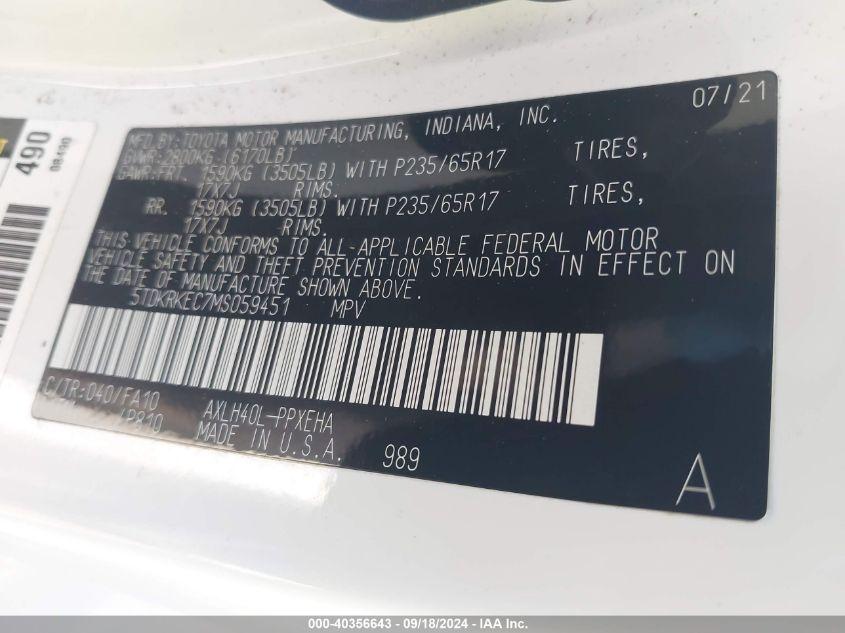 07/21
MFD.BY:TOYOTA MOTOR MANUFACTURING, INDIANA, INC.
GVWR:2800KG (6170LB)
GAWR:FRT. 1590KG (3505LB) WITH P235/65R17 TIRES,
17X7J RIMS.
RR. 1590KG (3505LB) WITH P235/65R17 TIRES,
17X7J RIMS.
THIS VEHICLE CONFORMS TO ALL-APPLICABLE FEDERAL MOTOR
VEHICLE SAFETY AND THEFT PREVENTION STANDARDS IN EFFECT ON
THE DATE OF MANUFACTURE SHOWN ABOVE.
5TDKRKEC7MS059451 MPV
C/TR:040/FA10
/P810
AXLH40L-PPXEHA
MADE IN U.S.A.
989
A
490
08490
000-40356643 - 09/18/2024 - IAA Inc.